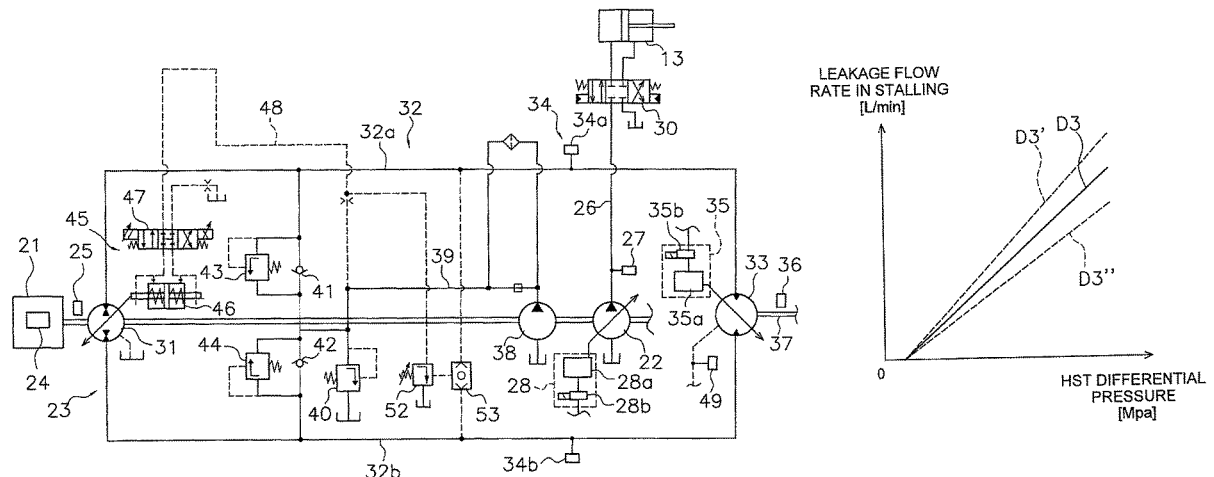 13
48
32a
32
34
34a
30
26
27
35b
35
35a
33
36
37
49
45
47
21
25
46
24
31
43
41
44
42
39
38
22
28
28a
28b
40
52
53
23
32b
34b
LEAKAGE FLOW
RATE IN STALLING
[L/min]
D3'
D3
D3''
0
HST DIFFERENTIAL
PRESSURE
[Mpa]